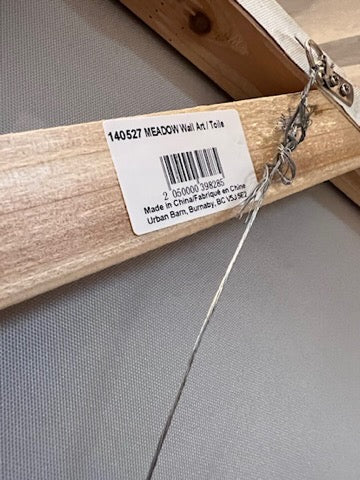 140527 MEADOW Wall Art / Toile
2 050000 398285
Made in China/Fabriqué en Chine
Urban Barn, Burnaby, BC V5J 5E2